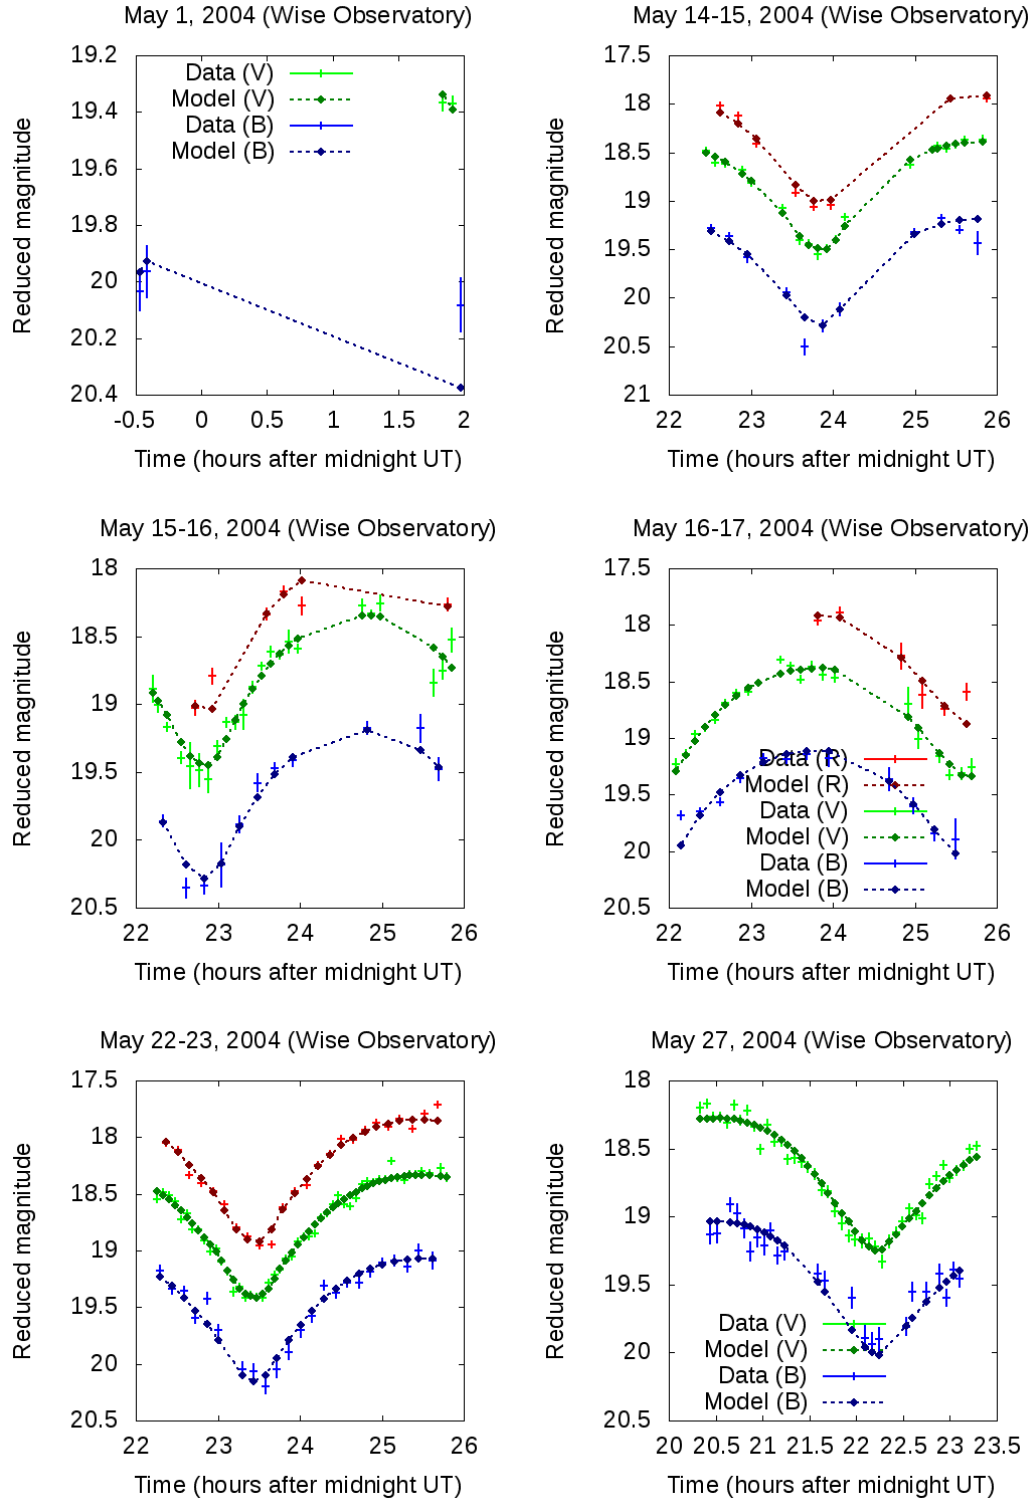 May 1, 2004 (Wise Observatory)
Reduced magnitude
19.2
19.4
19.6
19.8
20
20.2
20.4
Data (V)
Model (V)
Data (B)
Model (B)
-0.5 0 0.5 1 1.5 2
Time (hours after midnight UT)
May 14-15, 2004 (Wise Observatory)
Reduced magnitude
17.5
18
18.5
19
19.5
20
20.5
21
22 23 24 25 26
Time (hours after midnight UT)
May 15-16, 2004 (Wise Observatory)
Reduced magnitude
18
18.5
19
19.5
20
20.5
22 23 24 25 26
Time (hours after midnight UT)
May 16-17, 2004 (Wise Observatory)
Reduced magnitude
17.5
18
18.5
19
19.5
20
20.5
Data (R)
Model (R)
Data (V)
Model (V)
Data (B)
Model (B)
22 23 24 25 26
Time (hours after midnight UT)
May 22-23, 2004 (Wise Observatory)
Reduced magnitude
17.5
18
18.5
19
19.5
20
20.5
22 23 24 25 26
Time (hours after midnight UT)
May 27, 2004 (Wise Observatory)
Reduced magnitude
18
18.5
19
19.5
20
20.5
Data (V)
Model (V)
Data (B)
Model (B)
20 20.5 21 21.5 22 22.5 23 23.5
Time (hours after midnight UT)